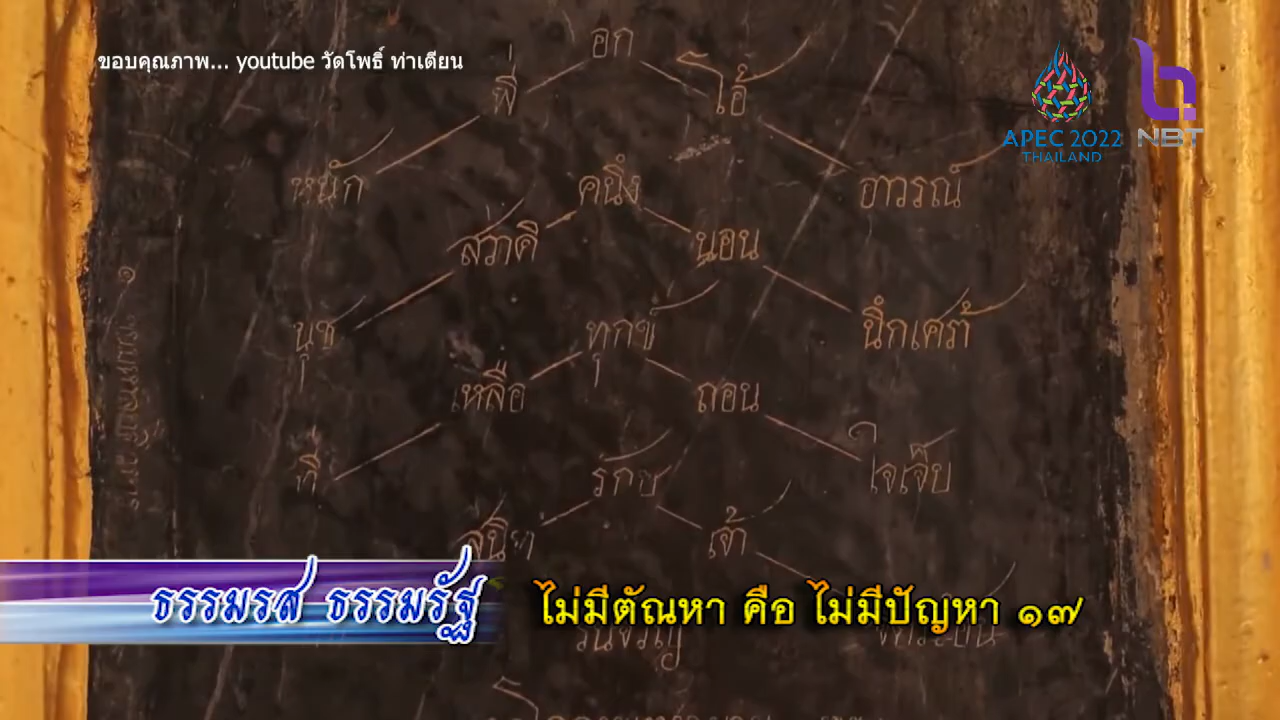 ขอบคุณภาพ... youtube วัดโพธิ์ ท่าเตียน
APEC 2022
THAILAND
NBT
อก
พี่ โอ้
หนัก อาวรณ์
คนึง
สวาดิ นอน
นุช ทุกข์ นึกเศร้า
เหลือ ถอน
ที่ รักษ ใจเจ็บ
สนิท เจ้า
ธรรมรส ธรรมรัฐ
ไม่มีตัณหา คือ ไม่มีปัญหา ๑๗